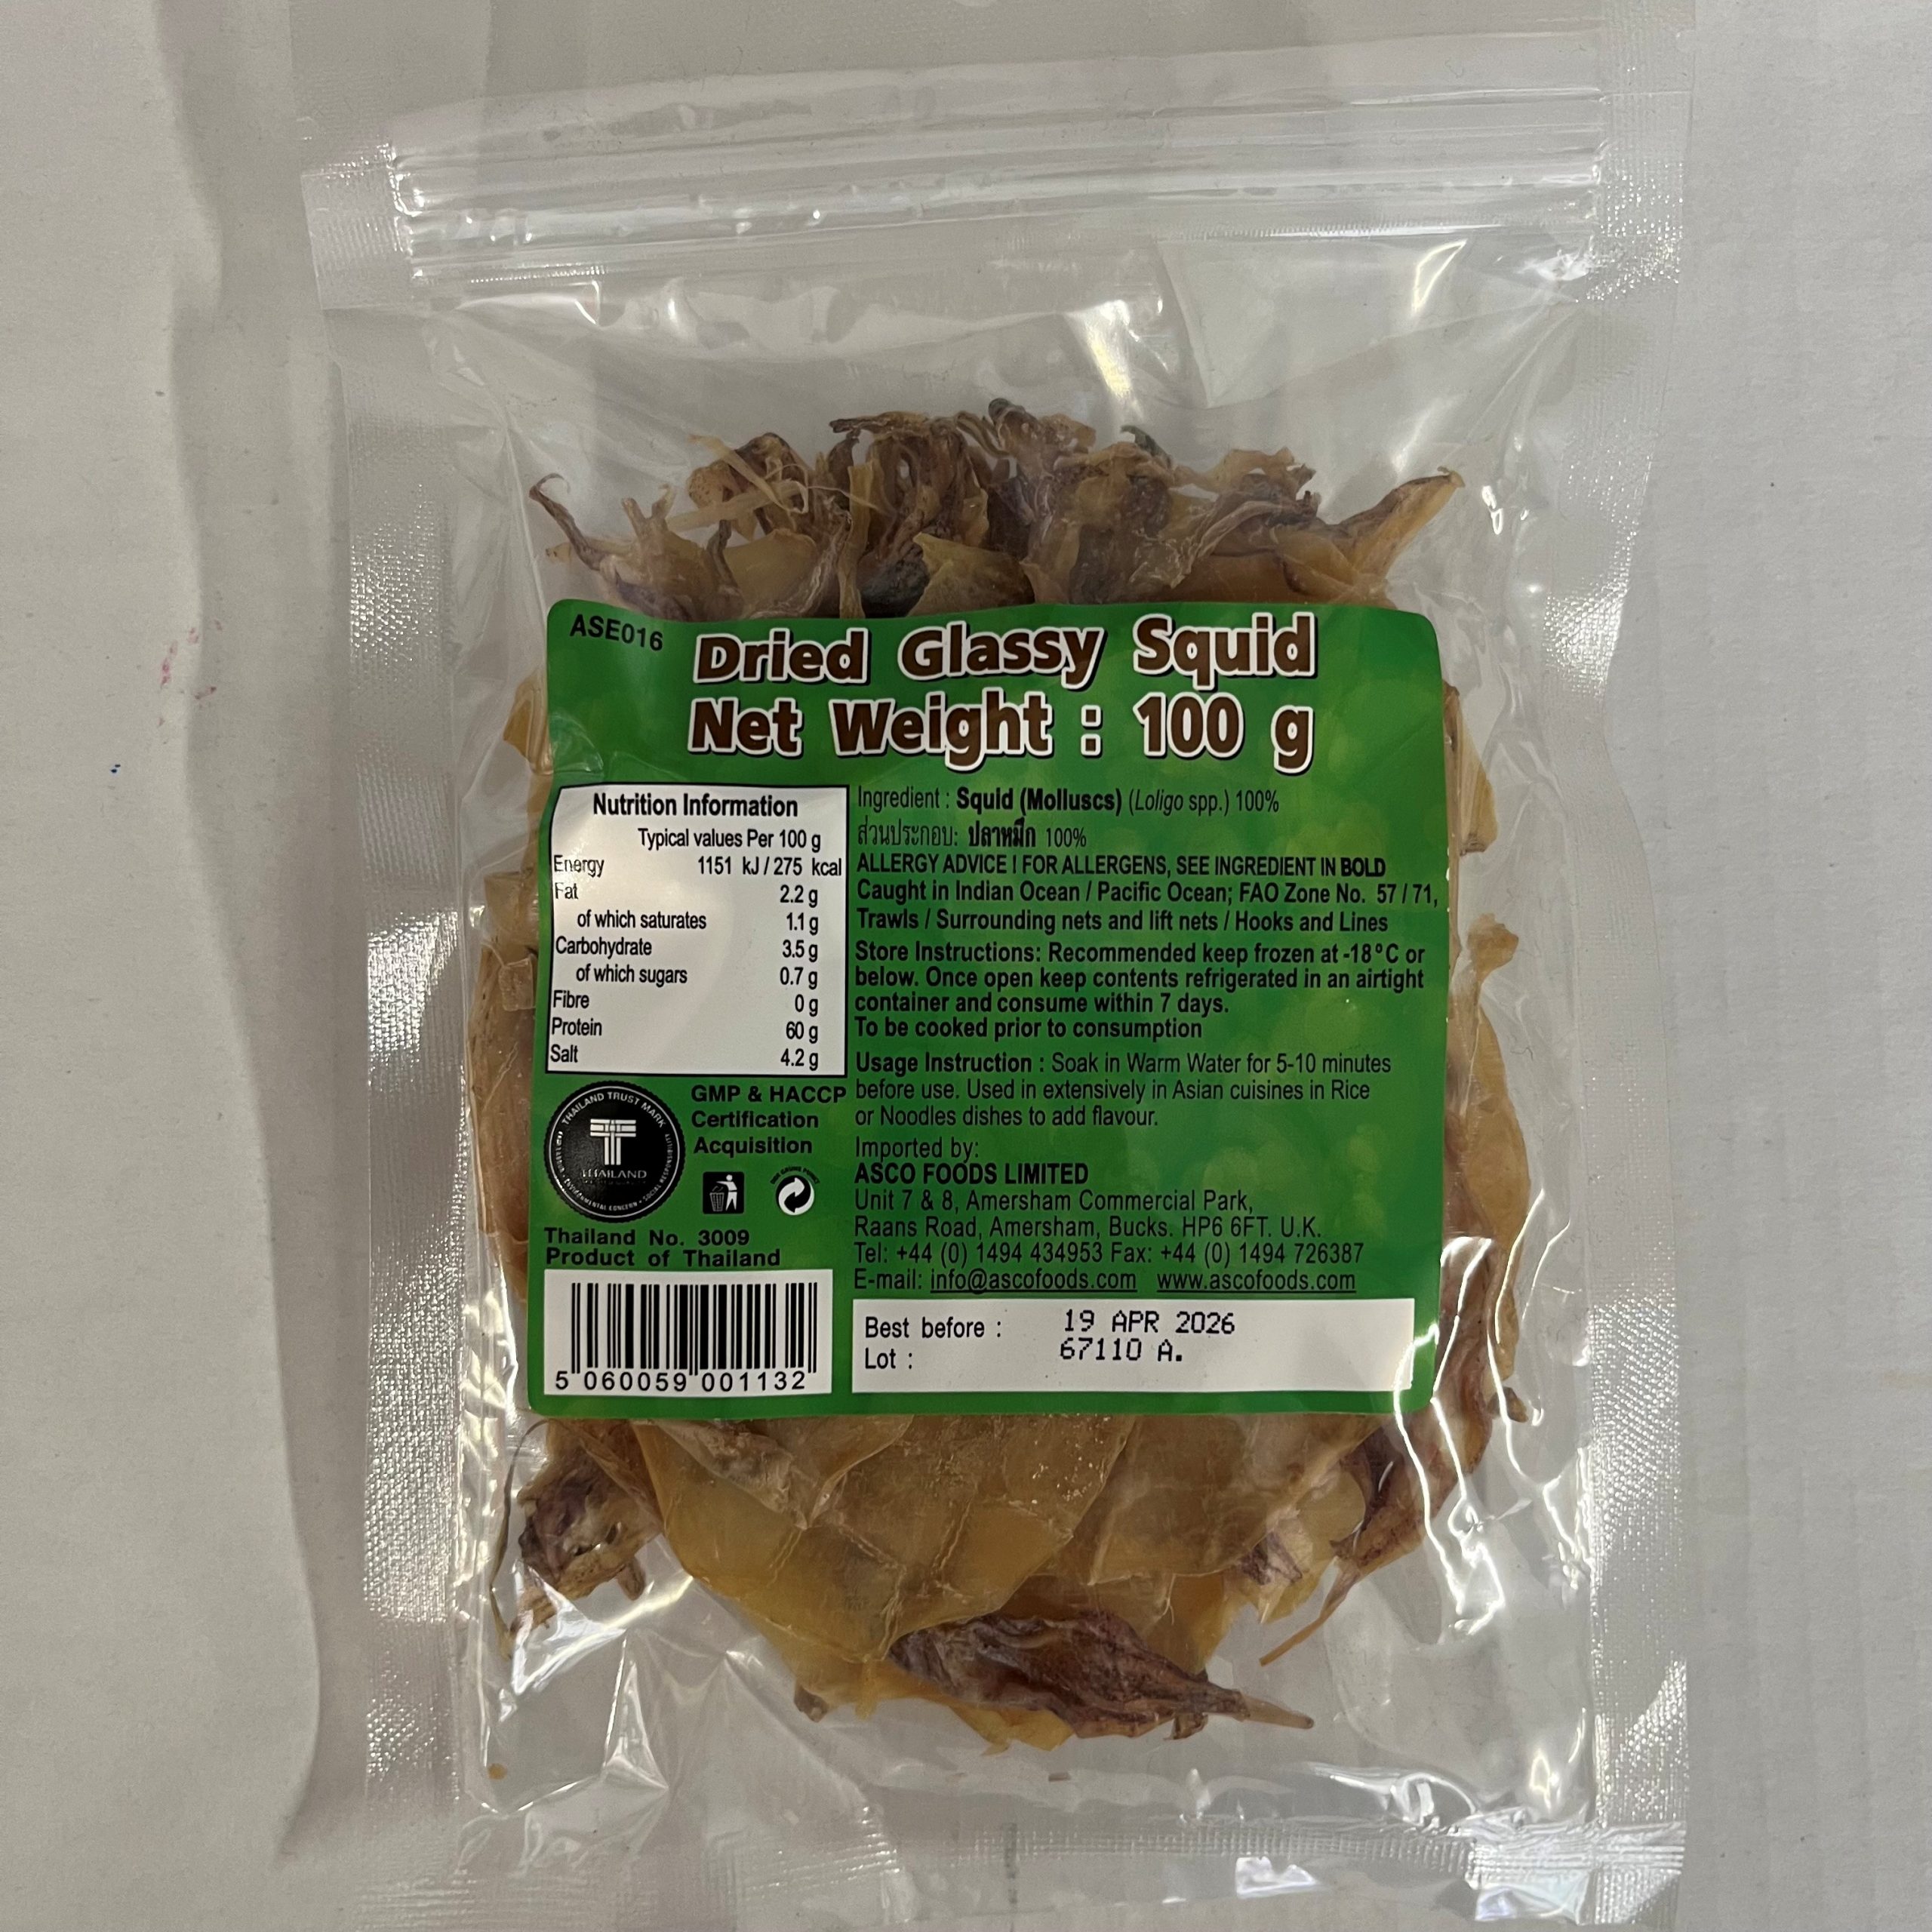 ASE016
Dried Glassy Squid
Net Weight : 100 g
Nutrition Information
Typical values Per 100 g
Energy 1151 kJ / 275 kcal
Fat 2.2 g
of which saturates 1.1 g
Carbohydrate 3.5 g
of which sugars 0.7 g
Fibre 0 g
Protein 60 g
Salt 4.2 g
Ingredient : Squid (Molluscs) (Loligo spp.) 100%
ส่วนประกอบ: ปลาหมึก 100%
ALLERGY ADVICE ! FOR ALLERGENS, SEE INGREDIENT IN BOLD
Caught in Indian Ocean / Pacific Ocean; FAO Zone No. 57 / 71,
Trawls / Surrounding nets and lift nets / Hooks and Lines
Store Instructions: Recommended keep frozen at -18°C or
below. Once open keep contents refrigerated in an airtight
container and consume within 7 days.
To be cooked prior to consumption
Usage Instruction : Soak in Warm Water for 5-10 minutes
before use. Used in extensively in Asian cuisines in Rice
or Noodles dishes to add flavour.
Imported by:
ASCO FOODS LIMITED
Unit 7 & 8, Amersham Commercial Park,
Raans Road, Amersham, Bucks. HP6 6FT. U.K.
Tel: +44 (0) 1494 434953 Fax: +44 (0) 1494 726387
E-mail: info@ascofoods.com www.ascofoods.com
GMP & HACCP
Certification
Acquisition
THAILAND TRUST MARK
Thailand No. 3009
Product of Thailand
5 060059 001132
Best before : 19 APR 2026
Lot : 67110 A.